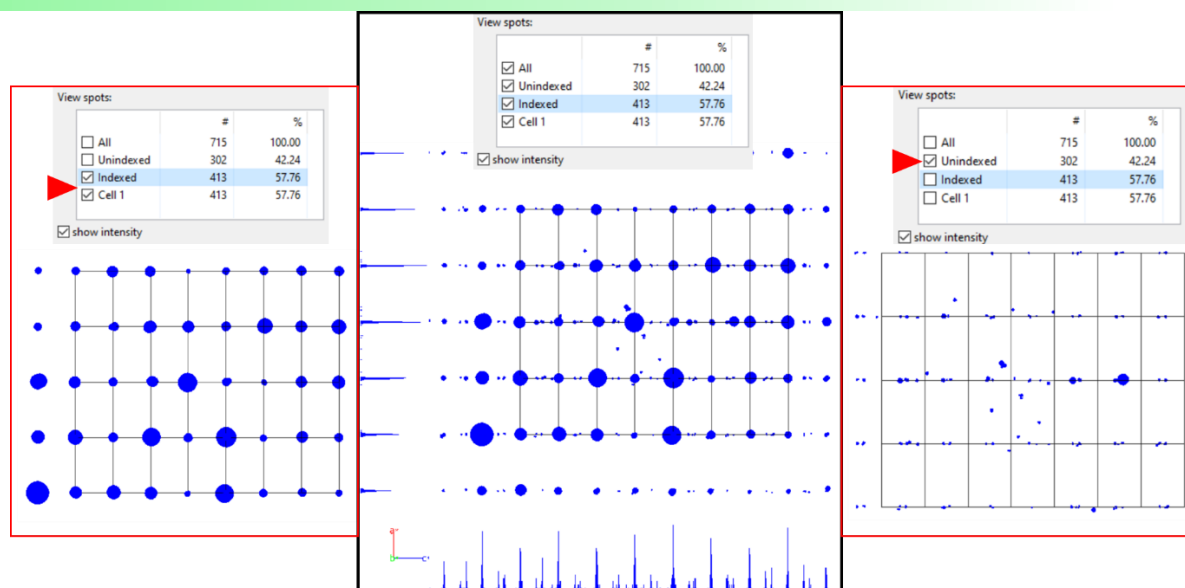 View spots:
# %
All 715 100.00
Unindexed 302 42.24
Indexed 413 57.76
Cell 1 413 57.76
show intensity
View spots:
# %
All 715 100.00
Unindexed 302 42.24
Indexed 413 57.76
Cell 1 413 57.76
show intensity
View spots:
# %
All 715 100.00
Unindexed 302 42.24
Indexed 413 57.76
Cell 1 413 57.76
show intensity